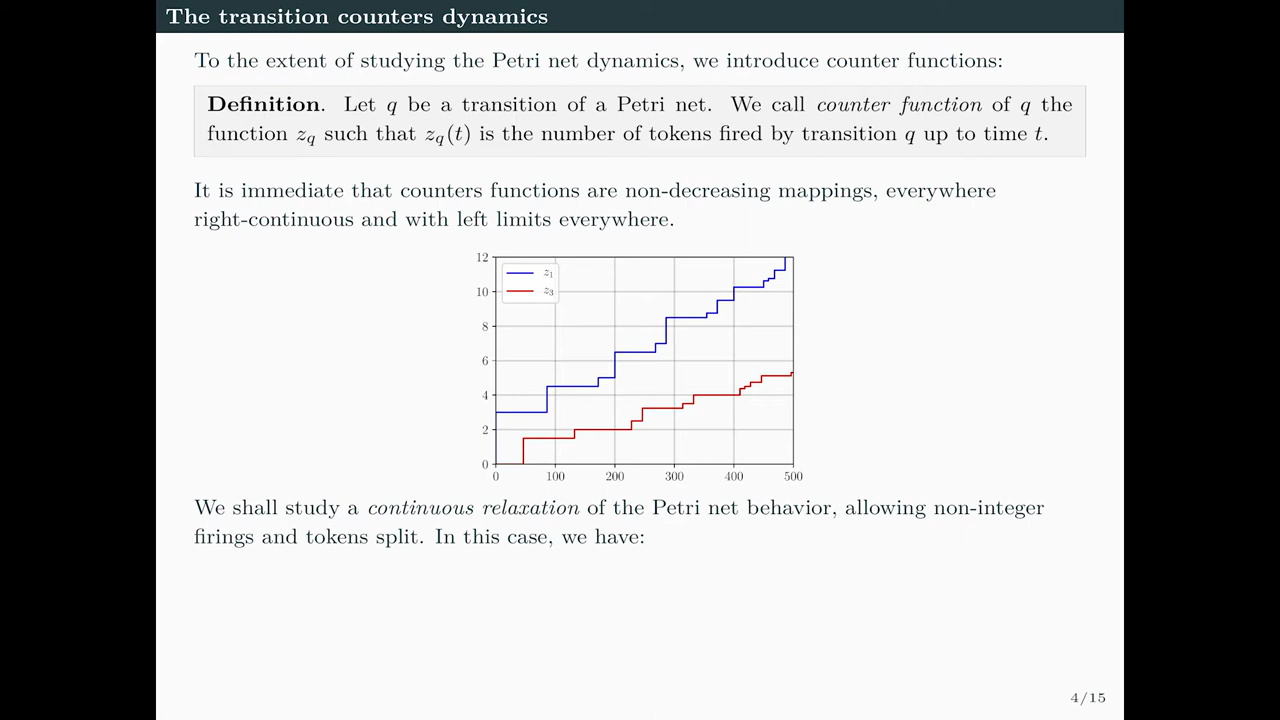 The transition counters dynamics
To the extent of studying the Petri net dynamics, we introduce counter functions:
Definition. Let q be a transition of a Petri net. We call counter function of q the
function z_q such that z_q(t) is the number of tokens fired by transition q up to time t.
It is immediate that counters functions are non-decreasing mappings, everywhere
right-continuous and with left limits everywhere.
12
z_1
z_3
10
8
6
4
2
0
0 100 200 300 400 500
We shall study a continuous relaxation of the Petri net behavior, allowing non-integer
firings and tokens split. In this case, we have:
4/15